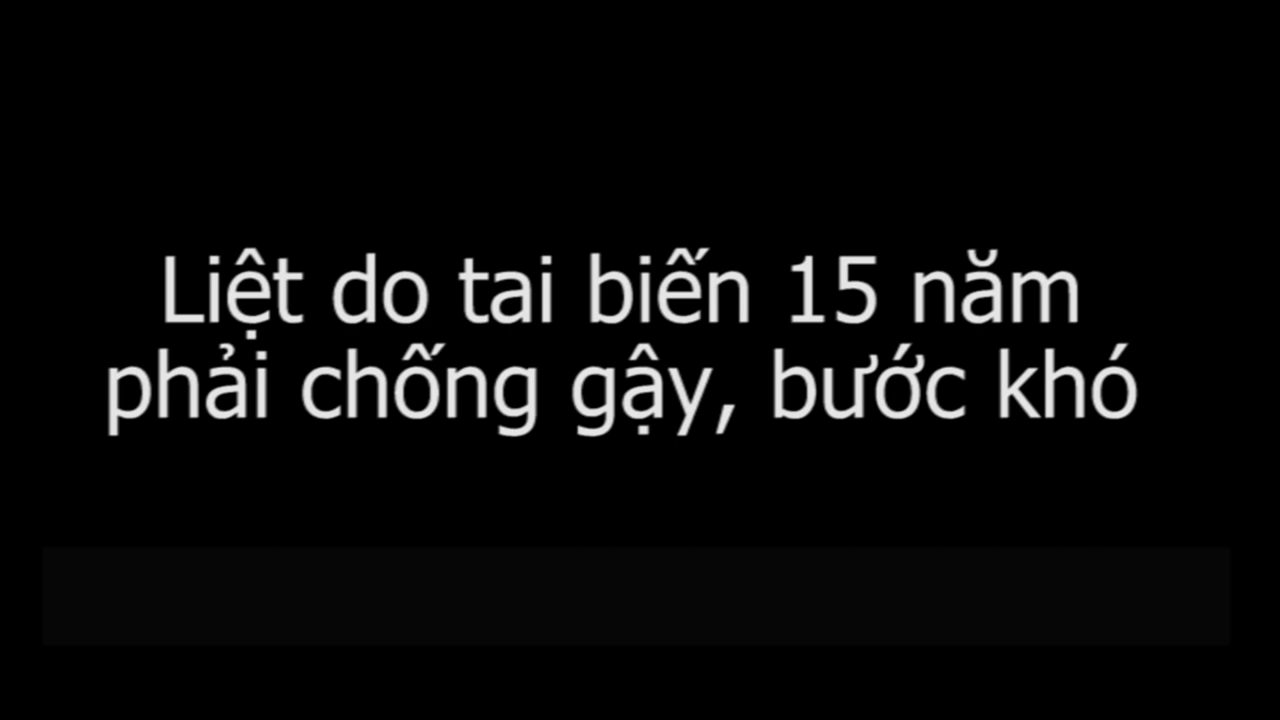 Liệt do tai biến 15 năm
phải chống gậy, bước khó